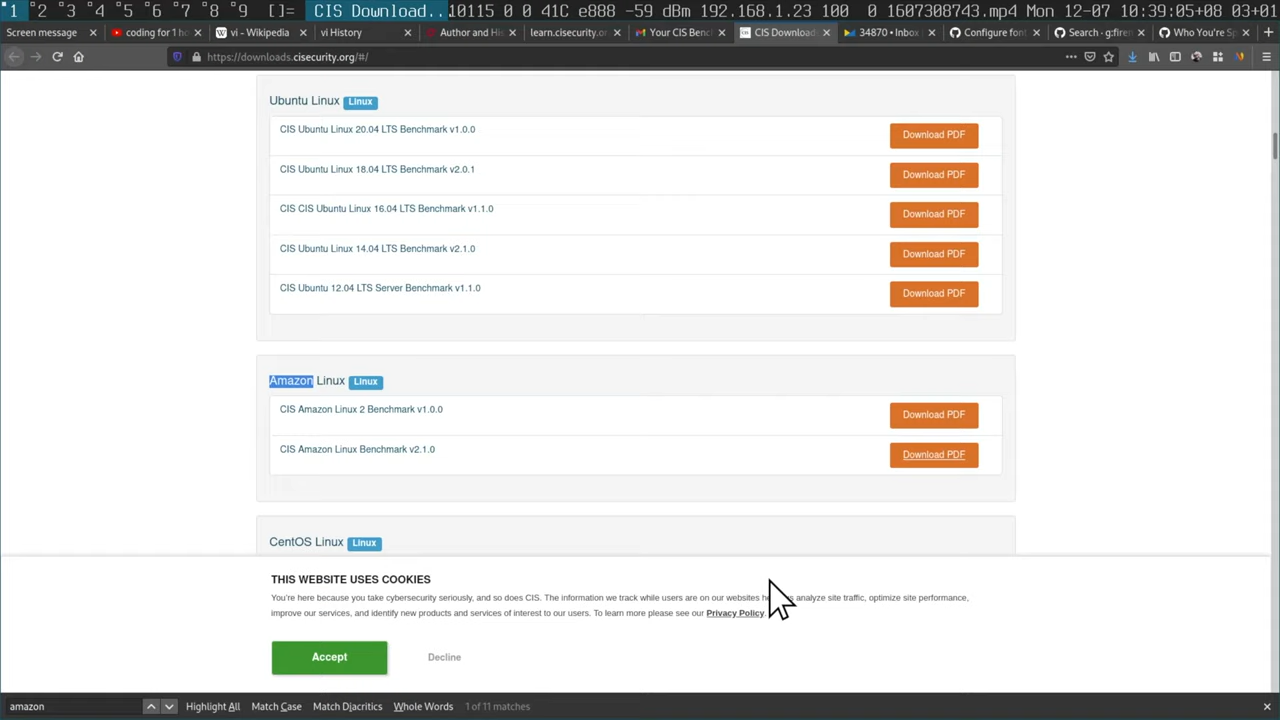 1 2 3 4 5 6 7 8 9 []= CIS Download.. 10115 0 0 41C e888 -59 dBm 192.168.1.23 100 0 1607308743.mp4 Mon 12-07 10:39:05+08 03+01
Screen message
coding for 1 h
vi - Wikipedia
vi History
Author and His
learn.cisecurity.o
Your CIS Bench
CIS Downloads
34870 • Inbox
Configure font
Search · g:firen
Who You're Sp
https://downloads.cisecurity.org/#/
Ubuntu Linux Linux
CIS Ubuntu Linux 20.04 LTS Benchmark v1.0.0 Download PDF
CIS Ubuntu Linux 18.04 LTS Benchmark v2.0.1 Download PDF
CIS CIS Ubuntu Linux 16.04 LTS Benchmark v1.1.0 Download PDF
CIS Ubuntu Linux 14.04 LTS Benchmark v2.1.0 Download PDF
CIS Ubuntu 12.04 LTS Server Benchmark v1.1.0 Download PDF
Amazon Linux Linux
CIS Amazon Linux 2 Benchmark v1.0.0 Download PDF
CIS Amazon Linux Benchmark v2.1.0 Download PDF
CentOS Linux Linux
THIS WEBSITE USES COOKIES
You're here because you take cybersecurity seriously, and so does CIS. The information we track while users are on our websites analyze site traffic, optimize site performance,
improve our services, and identify new products and services of interest to our users. To learn more please see our Privacy Policy.
Accept Decline
amazon Highlight All Match Case Match Diacritics Whole Words 1 of 11 matches